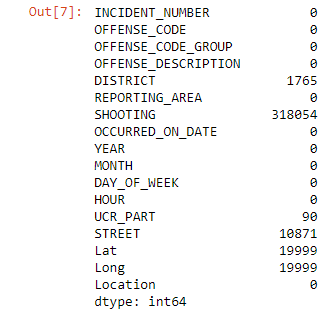 Out[7]: INCIDENT_NUMBER 0
OFFENSE_CODE 0
OFFENSE_CODE_GROUP 0
OFFENSE_DESCRIPTION 0
DISTRICT 1765
REPORTING_AREA 0
SHOOTING 318054
OCCURRED_ON_DATE 0
YEAR 0
MONTH 0
DAY_OF_WEEK 0
HOUR 0
UCR_PART 90
STREET 10871
Lat 19999
Long 19999
Location 0
dtype: int64